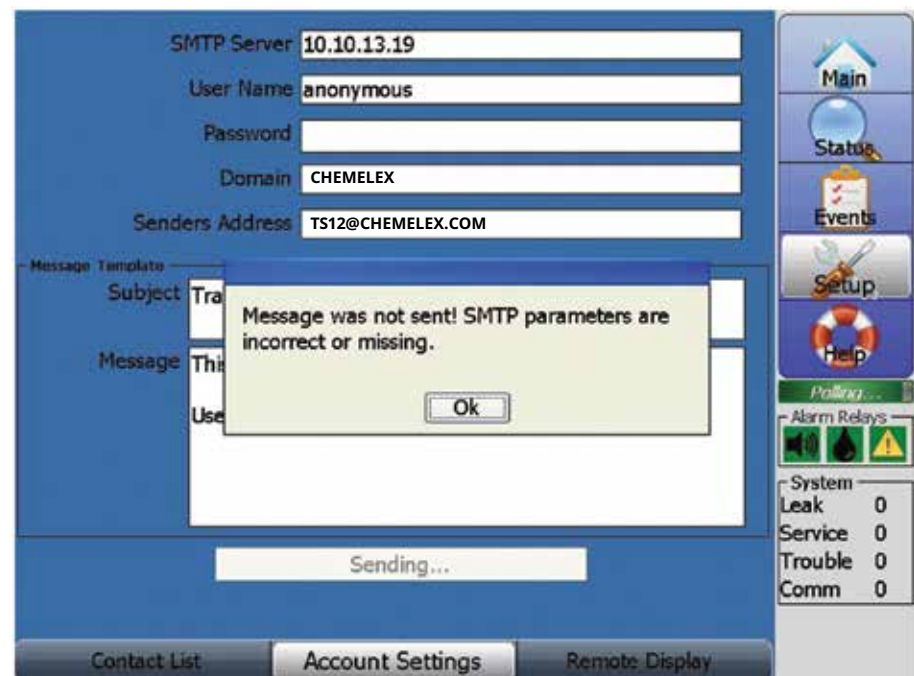 SMTP Server 10.10.13.19
User Name anonymous
Password
Domain CHEMELEX
Senders Address TS12@CHEMELEX.COM
Message Template
Subject Tra
Message This
Use
Message was not sent! SMTP parameters are
incorrect or missing.
Ok
Sending...
Contact List
Account Settings
Remote Display
Main
Status
Events
Setup
Help
Polling...
Alarm Relays
System
Leak 0
Service 0
Trouble 0
Comm 0